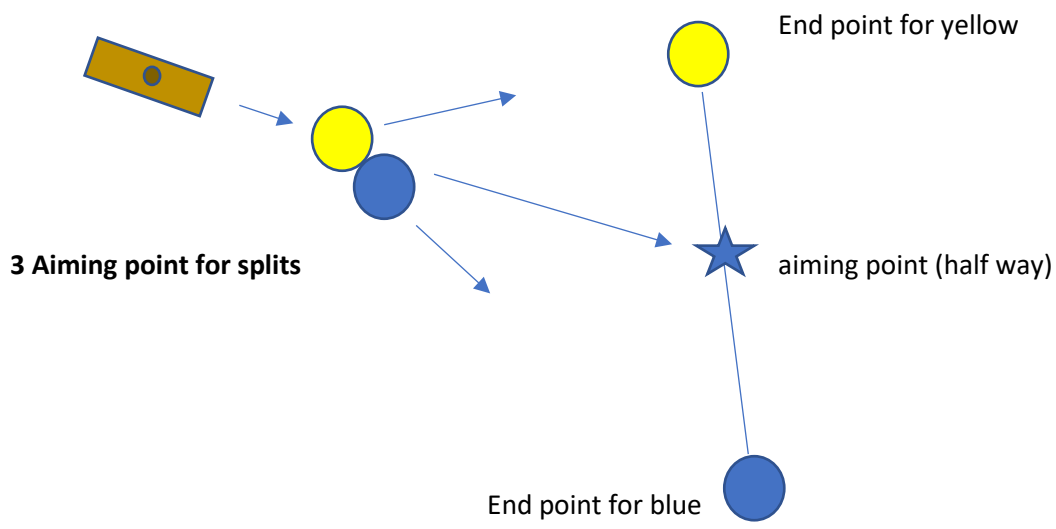 End point for yellow
3 Aiming point for splits
aiming point (half way)
End point for blue